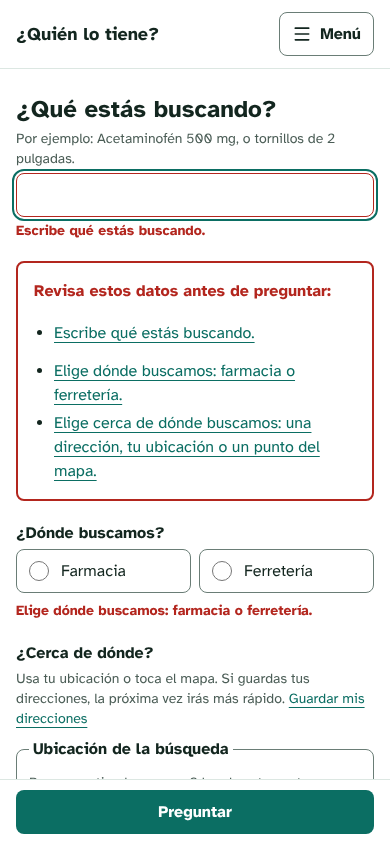 ¿Quién lo tiene?
Menú
¿Qué estás buscando?
Por ejemplo: Acetaminofén 500 mg, o tornillos de 2
pulgadas.
Escribe qué estás buscando.
Revisa estos datos antes de preguntar:
Escribe qué estás buscando.
Elige dónde buscamos: farmacia o
ferretería.
Elige cerca de dónde buscamos: una
dirección, tu ubicación o un punto del
mapa.
¿Dónde buscamos?
Farmacia
Ferretería
Elige dónde buscamos: farmacia o ferretería.
¿Cerca de dónde?
Usa tu ubicación o toca el mapa. Si guardas tus
direcciones, la próxima vez irás más rápido. Guardar mis
direcciones
Ubicación de la búsqueda
Preguntar